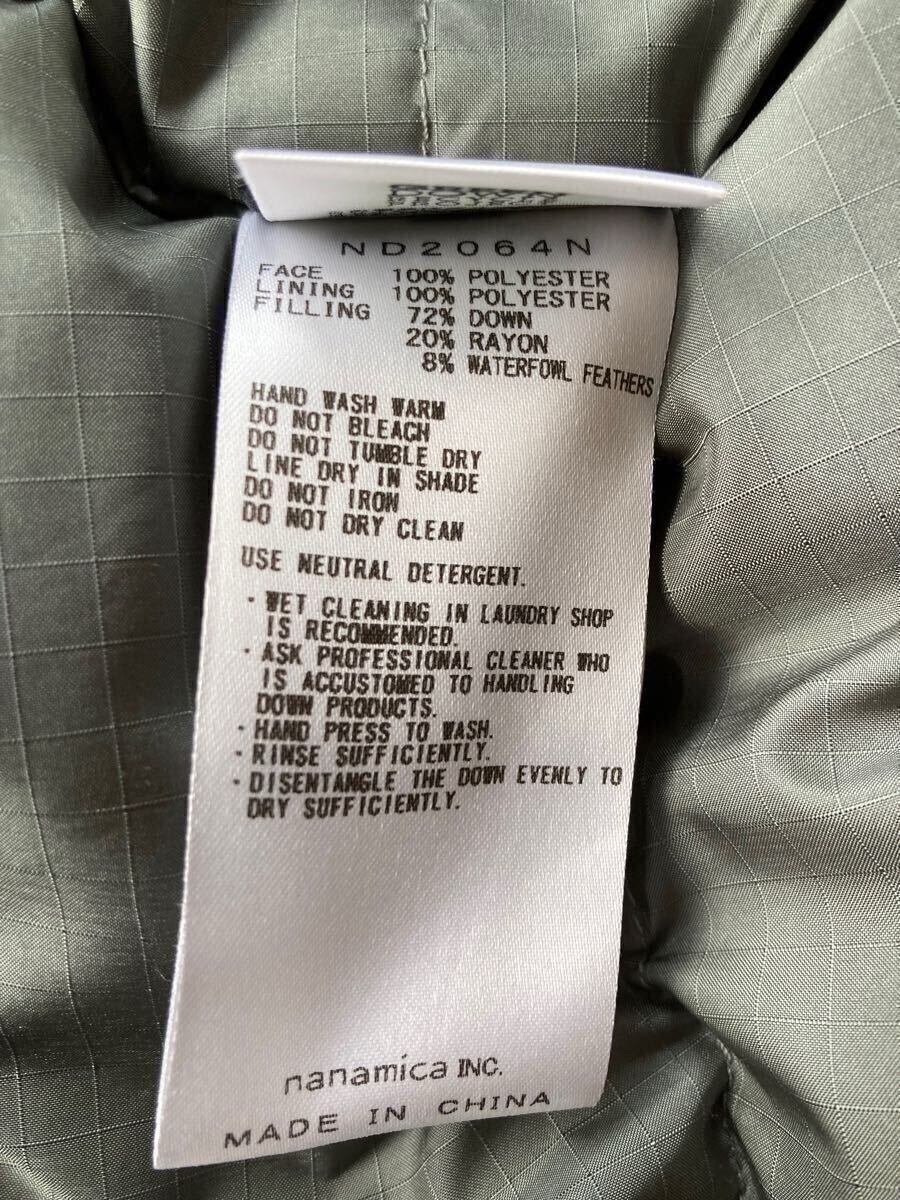 ND2064N
FACE 100% POLYESTER
LINING 100% POLYESTER
FILLING 72% DOWN
20% RAYON
8% WATERFOWL FEATHERS
HAND WASH WARM
DO NOT BLEACH
DO NOT TUMBLE DRY
LINE DRY IN SHADE
DO NOT IRON
DO NOT DRY CLEAN
USE NEUTRAL DETERGENT.
・WET CLEANING IN LAUNDRY SHOP
IS RECOMMENDED.
・ASK PROFESSIONAL CLEANER WHO
IS ACCUSTOMED TO HANDLING
DOWN PRODUCTS.
・HAND PRESS TO WASH.
・RINSE SUFFICIENTLY.
・DISENTANGLE THE DOWN EVENLY TO
DRY SUFFICIENTLY.
nanamica INC.
MADE IN CHINA